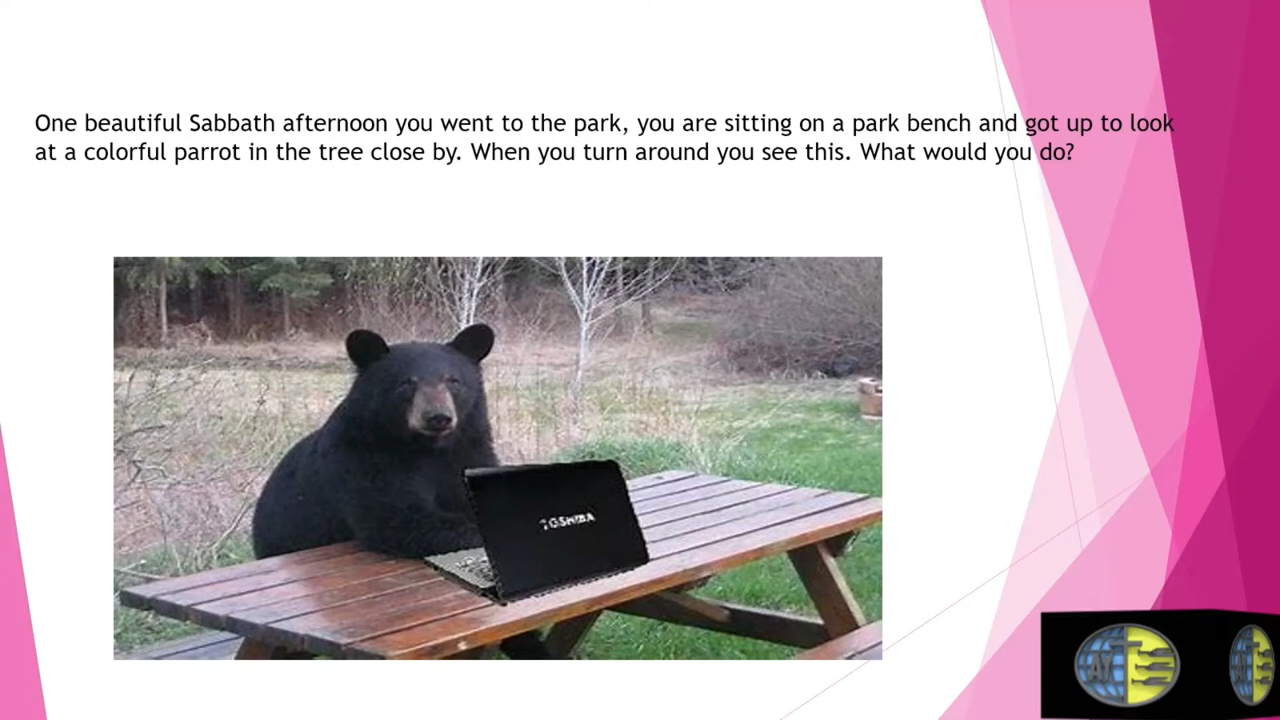 One beautiful Sabbath afternoon you went to the park, you are sitting on a park bench and got up to look
at a colorful parrot in the tree close by. When you turn around you see this. What would you do?
TOSHIBA
AY